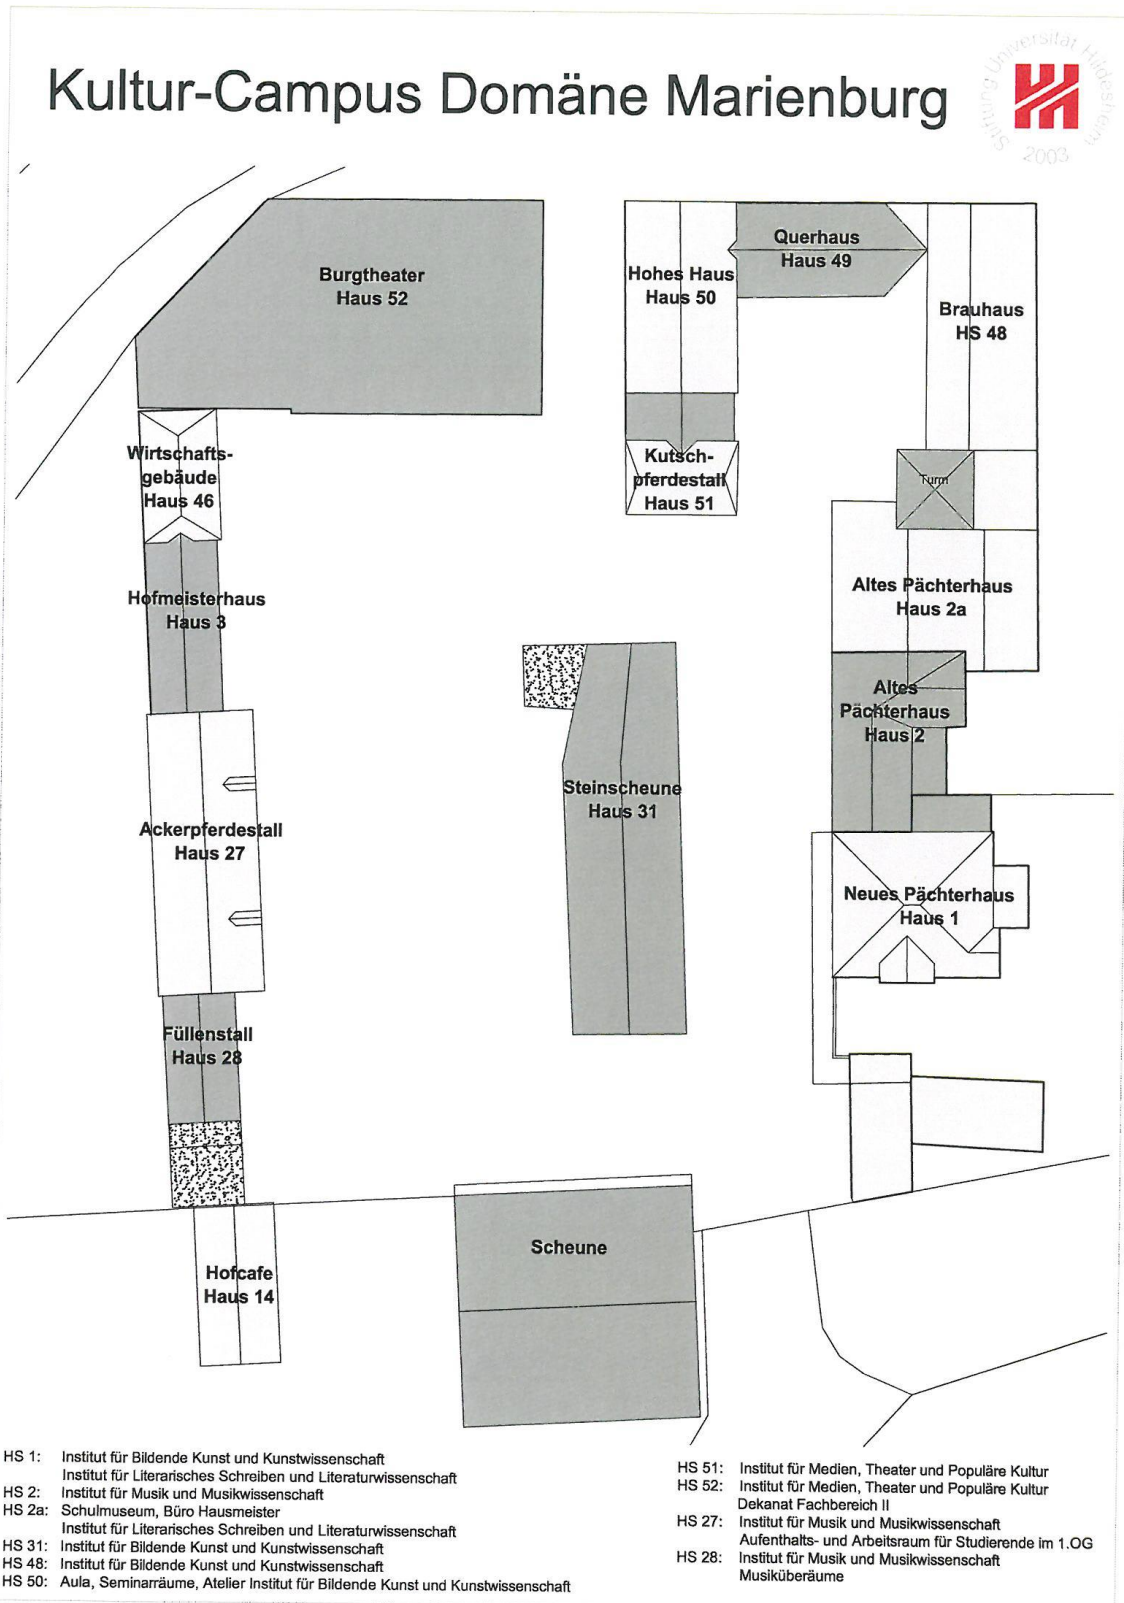 Kultur-Campus Domäne Marienburg
Stiftung Universität Hildesheim
2003
Burgtheater
Haus 52
Hohes Haus
Haus 50
Querhaus
Haus 49
Brauhaus
HS 48
Wirtschafts-
gebäude
Haus 46
Kutsch-
pferdestall
Haus 51
Turm
Hofmeisterhaus
Haus 3
Altes Pächterhaus
Haus 2a
Altes
Pächterhaus
Haus 2
Steinscheune
Haus 31
Ackerpferdestall
Haus 27
Neues Pächterhaus
Haus 1
Füllenstall
Haus 28
Scheune
Hofcafe
Haus 14
HS 1: Institut für Bildende Kunst und Kunstwissenschaft
Institut für Literarisches Schreiben und Literaturwissenschaft
HS 2: Institut für Musik und Musikwissenschaft
HS 2a: Schulmuseum, Büro Hausmeister
Institut für Literarisches Schreiben und Literaturwissenschaft
HS 31: Institut für Bildende Kunst und Kunstwissenschaft
HS 48: Institut für Bildende Kunst und Kunstwissenschaft
HS 50: Aula, Seminarräume, Atelier Institut für Bildende Kunst und Kunstwissenschaft
HS 51: Institut für Medien, Theater und Populäre Kultur
HS 52: Institut für Medien, Theater und Populäre Kultur
Dekanat Fachbereich II
HS 27: Institut für Musik und Musikwissenschaft
Aufenthalts- und Arbeitsraum für Studierende im 1.OG
HS 28: Institut für Musik und Musikwissenschaft
Musiküberäume